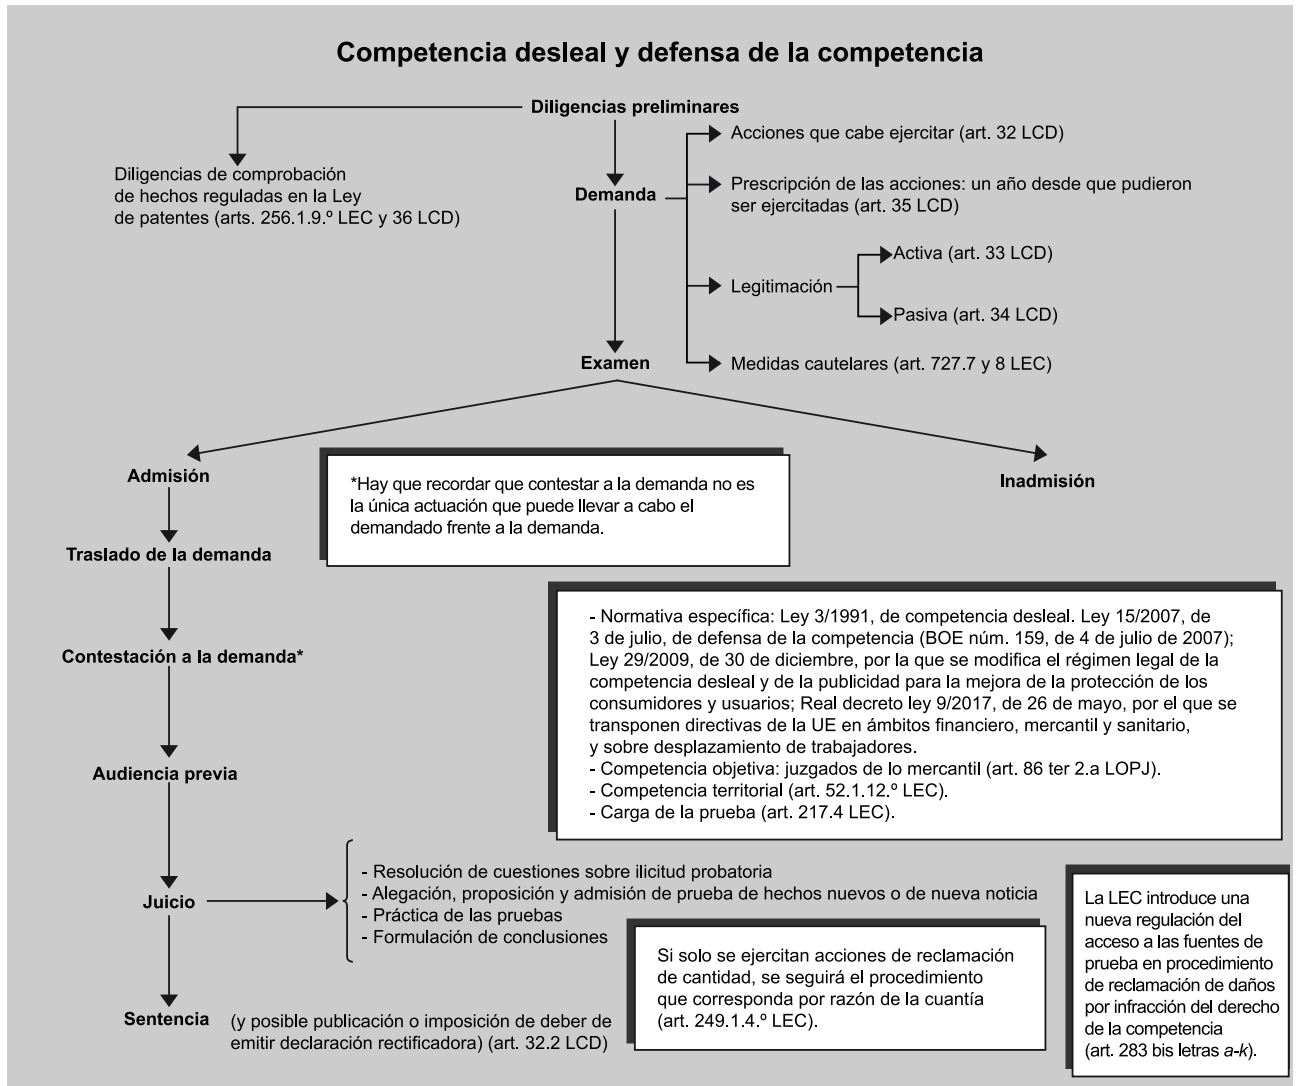 Competencia desleal y defensa de la competencia
Diligencias preliminares
Diligencias de comprobación
de hechos reguladas en la Ley
de patentes (arts. 256.1.9.º LEC y 36 LCD)
Demanda
Acciones que cabe ejercitar (art. 32 LCD)
Prescripción de las acciones: un año desde que pudieron
ser ejercitadas (art. 35 LCD)
Legitimación
Activa (art. 33 LCD)
Pasiva (art. 34 LCD)
Medidas cautelares (art. 727.7 y 8 LEC)
Examen
Admisión
Inadmisión
*Hay que recordar que contestar a la demanda no es
la única actuación que puede llevar a cabo el
demandado frente a la demanda.
Traslado de la demanda
Contestación a la demanda*
Audiencia previa
- Normativa específica: Ley 3/1991, de competencia desleal. Ley 15/2007, de
3 de julio, de defensa de la competencia (BOE núm. 159, de 4 de julio de 2007);
Ley 29/2009, de 30 de diciembre, por la que se modifica el régimen legal de la
competencia desleal y de la publicidad para la mejora de la protección de los
consumidores y usuarios; Real decreto ley 9/2017, de 26 de mayo, por el que se
transponen directivas de la UE en ámbitos financiero, mercantil y sanitario,
y sobre desplazamiento de trabajadores.
- Competencia objetiva: juzgados de lo mercantil (art. 86 ter 2.a LOPJ).
- Competencia territorial (art. 52.1.12.º LEC).
- Carga de la prueba (art. 217.4 LEC).
Juicio
- Resolución de cuestiones sobre ilicitud probatoria
- Alegación, proposición y admisión de prueba de hechos nuevos o de nueva noticia
- Práctica de las pruebas
- Formulación de conclusiones
Sentencia
(y posible publicación o imposición de deber de
emitir declaración rectificadora) (art. 32.2 LCD)
Si solo se ejercitan acciones de reclamación
de cantidad, se seguirá el procedimiento
que corresponda por razón de la cuantía
(art. 249.1.4.º LEC).
La LEC introduce una
nueva regulación del
acceso a las fuentes de
prueba en procedimiento
de reclamación de daños
por infracción del derecho
de la competencia
(art. 283 bis letras a-k).